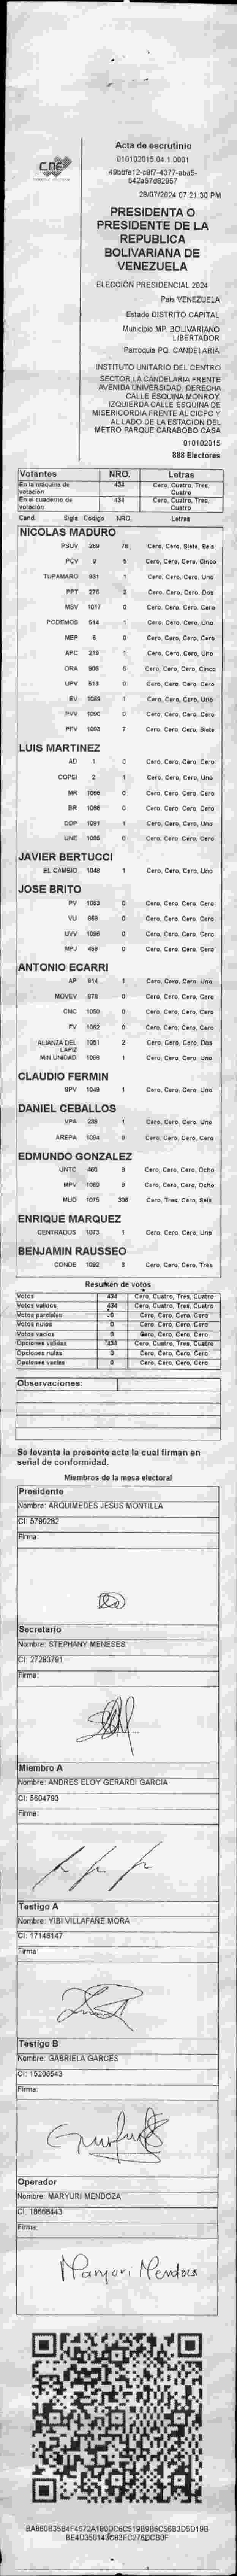 CNE
Acta de escrutinio
010102015.04.1.0001
28/07/2024 07:21:30 PM
PRESIDENTA O
PRESIDENTE DE LA
REPUBLICA
BOLIVARIANA DE
VENEZUELA
ELECCIÓN PRESIDENCIAL 2024
País VENEZUELA
Estado DISTRITO CAPITAL
Municipio MP. BOLIVARIANO
LIBERTADOR
Parroquia PQ. CANDELARIA
INSTITUTO UNITARIO DEL CENTRO
SECTOR LA CANDELARIA FRENTE
AVENIDA UNIVERSIDAD. DERECHA
CALLE ESQUINA MONROY.
IZQUIERDA CALLE ESQUINA DE
MISERICORDIA FRENTE AL CICPC Y
AL LADO DE LA ESTACION DEL
METRO PARQUE CARABOBO CASA
010102015
888 Electores
Votantes NRO. Letras
En la máquina de votación 434 Cero, Cuatro, Tres, Cuatro
En el cuaderno de votación 434 Cero, Cuatro, Tres, Cuatro
Cand. Sigla Código NRO. Letras
NICOLAS MADURO
PSUV 269 76 Cero, Cero, Siete, Seis
PCV 9 5 Cero, Cero, Cero, Cinco
TUPAMARO 931 1 Cero, Cero, Cero, Uno
PPT 276 2 Cero, Cero, Cero, Dos
MSV 1017 0 Cero, Cero, Cero, Cero
PODEMOS 514 1 Cero, Cero, Cero, Uno
MEP 6 0 Cero, Cero, Cero, Cero
APC 219 1 Cero, Cero, Cero, Uno
ORA 906 5 Cero, Cero, Cero, Cinco
UPV 513 0 Cero, Cero, Cero, Cero
EV 1089 1 Cero, Cero, Cero, Uno
PVV 1090 0 Cero, Cero, Cero, Cero
PFV 1093 7 Cero, Cero, Cero, Siete
LUIS MARTINEZ
AD 1 0 Cero, Cero, Cero, Cero
COPEI 2 1 Cero, Cero, Cero, Uno
MR 1065 0 Cero, Cero, Cero, Cero
BR 1066 0 Cero, Cero, Cero, Cero
DDP 1091 1 Cero, Cero, Cero, Uno
UNE 1095 0 Cero, Cero, Cero, Cero
JAVIER BERTUCCI
EL CAMBIO 1048 1 Cero, Cero, Cero, Uno
JOSE BRITO
PV 1053 0 Cero, Cero, Cero, Cero
VU 868 0 Cero, Cero, Cero, Cero
UVV 1096 0 Cero, Cero, Cero, Cero
MPJ 459 0 Cero, Cero, Cero, Cero
ANTONIO ECARRI
AP 914 1 Cero, Cero, Cero, Uno
MOVEV 878 0 Cero, Cero, Cero, Cero
CMC 1050 0 Cero, Cero, Cero, Cero
FV 1062 0 Cero, Cero, Cero, Cero
ALIANZA DEL LAPIZ 1061 2 Cero, Cero, Cero, Dos
MIN UNIDAD 1068 1 Cero, Cero, Cero, Uno
CLAUDIO FERMIN
SPV 1049 1 Cero, Cero, Cero, Uno
DANIEL CEBALLOS
VPA 238 1 Cero, Cero, Cero, Uno
AREPA 1094 0 Cero, Cero, Cero, Cero
EDMUNDO GONZALEZ
UNTC 460 8 Cero, Cero, Cero, Ocho
MPV 1069 8 Cero, Cero, Cero, Ocho
MUD 1075 306 Cero, Tres, Cero, Seis
ENRIQUE MARQUEZ
CENTRADOS 1073 1 Cero, Cero, Cero, Uno
BENJAMIN RAUSSEO
CONDE 1092 3 Cero, Cero, Cero, Tres
Resumen de votos
Votos 434 Cero, Cuatro, Tres, Cuatro
Votos válidos 434 Cero, Cuatro, Tres, Cuatro
Votos parciales 0 Cero, Cero, Cero, Cero
Votos nulos 0 Cero, Cero, Cero, Cero
Votos vacíos 0 Cero, Cero, Cero, Cero
Opciones válidas 434 Cero, Cuatro, Tres, Cuatro
Opciones nulas 0 Cero, Cero, Cero, Cero
Opciones vacías 0 Cero, Cero, Cero, Cero
Observaciones:
Se levanta la presente acta la cual firman en
señal de conformidad.
Miembros de la mesa electoral
Presidente
Nombre: ARQUIMEDES JESUS MONTILLA
CI: 5790282
Firma:
Secretario
Nombre: STEPHANY MENESES
CI: 27283791
Firma:
Miembro A
Nombre: ANDRES ELOY GERARDI GARCIA
CI: 5604793
Firma:
Testigo A
Nombre: YIBI VILLAFAÑE MORA
CI: 17146147
Firma:
Testigo B
Nombre: GABRIELA GARCES
CI: 15206543
Firma:
Operador
Nombre: MARYURI MENDOZA
CI: 18668443
Firma:
Maryuri Mendoza